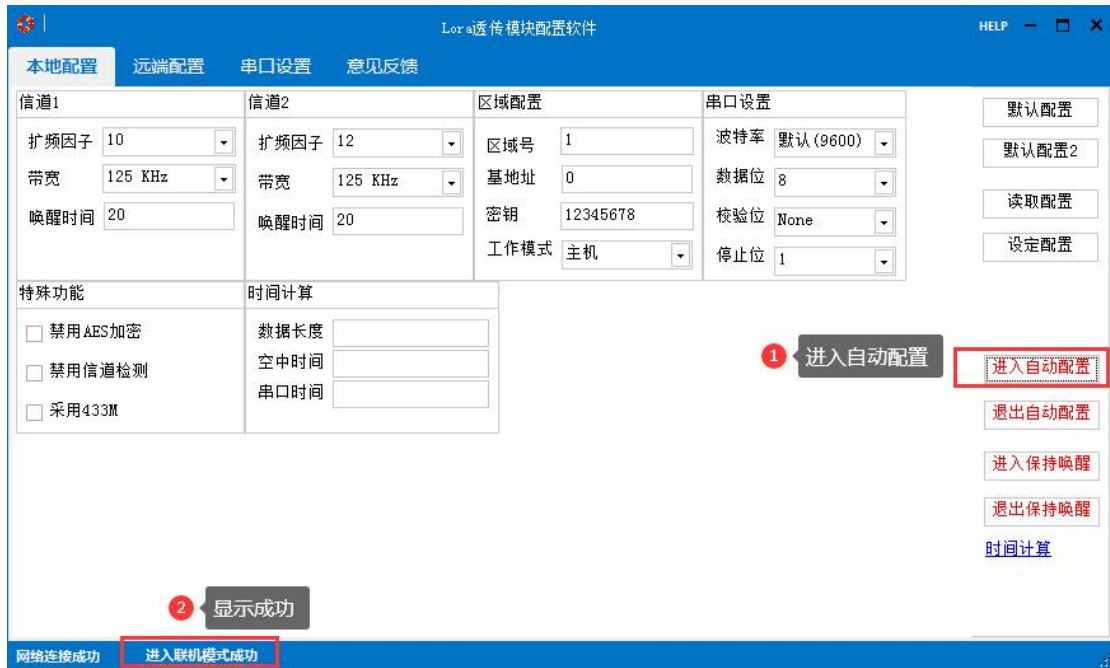 Lora透传模块配置软件
HELP
本地配置 远端配置 串口设置 意见反馈
信道1
扩频因子 10
带宽 125 KHz
唤醒时间 20
信道2
扩频因子 12
带宽 125 KHz
唤醒时间 20
区域配置
区域号 1
基地址 0
密钥 12345678
工作模式 主机
串口设置
波特率 默认(9600)
数据位 8
校验位 None
停止位 1
默认配置
默认配置2
读取配置
设定配置
特殊功能
禁用AES加密
禁用信道检测
采用433M
时间计算
数据长度
空中时间
串口时间
1 进入自动配置
进入自动配置
退出自动配置
进入保持唤醒
退出保持唤醒
时间计算
2 显示成功
网络连接成功 进入联机模式成功